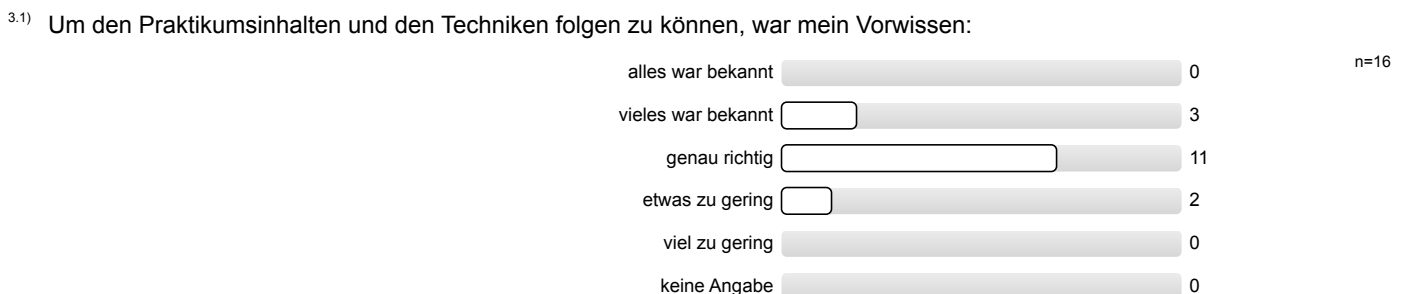 3.1) Um den Praktikumsinhalten und den Techniken folgen zu können, war mein Vorwissen:
n=16
alles war bekannt 0
vieles war bekannt 3
genau richtig 11
etwas zu gering 2
viel zu gering 0
keine Angabe 0